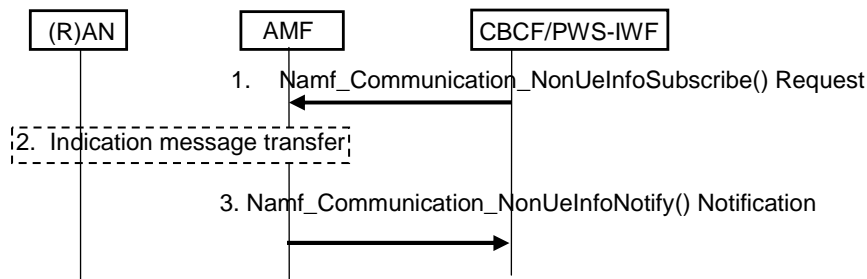 (R)AN AMF CBCF/PWS-IWF
1. Namf_Communication_NonUeInfoSubscribe() Request
2. Indication message transfer
3. Namf_Communication_NonUeInfoNotify() Notification